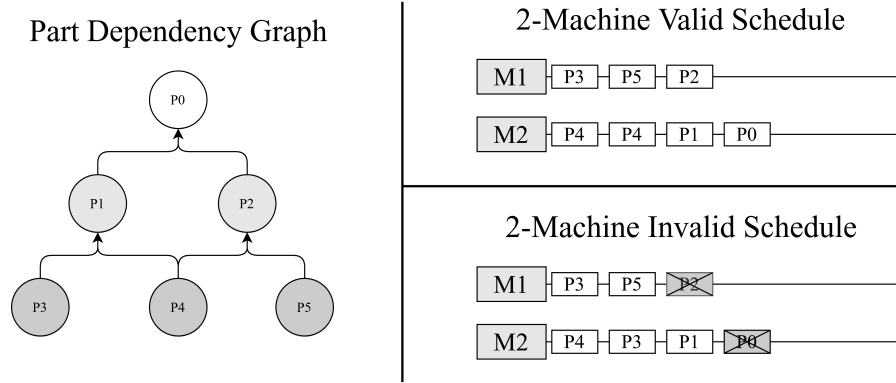 Part Dependency Graph
P0
P1 P2
P3 P4 P5
2-Machine Valid Schedule
M1 P3 P5 P2
M2 P4 P4 P1 P0
2-Machine Invalid Schedule
M1 P3 P5 P2
M2 P4 P3 P1 P0